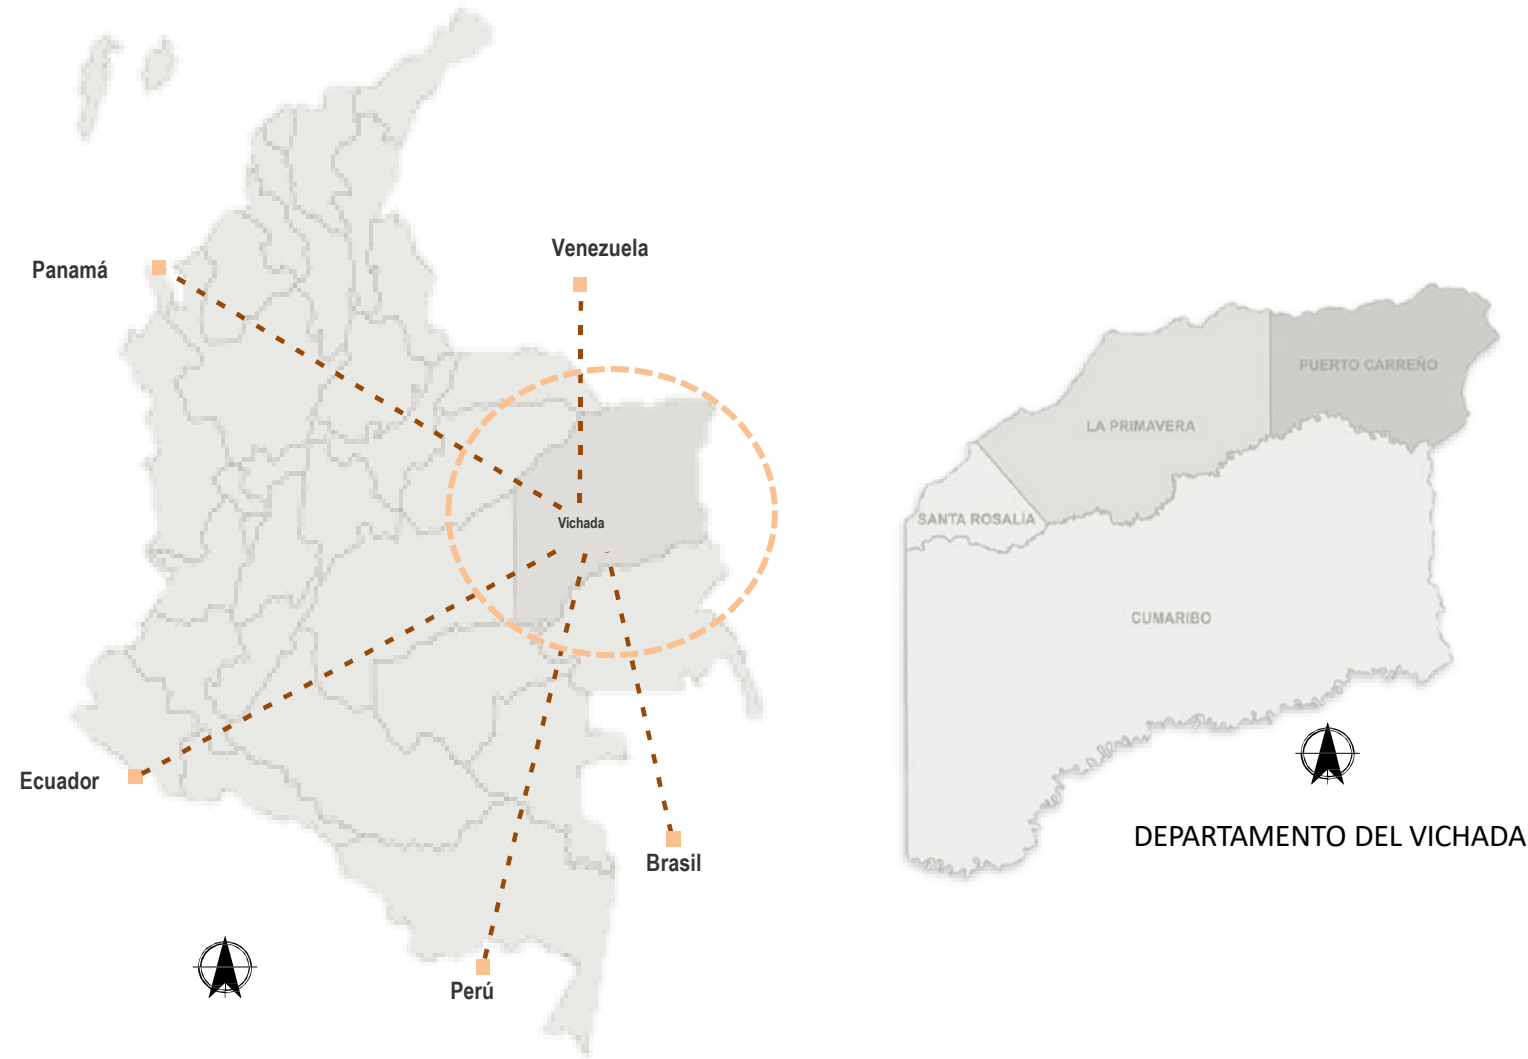 Panamá
Venezuela
Vichada
Ecuador
Brasil
Perú
PUERTO CARREÑO
LA PRIMAVERA
SANTA ROSALÍA
CUMARIBO
DEPARTAMENTO DEL VICHADA